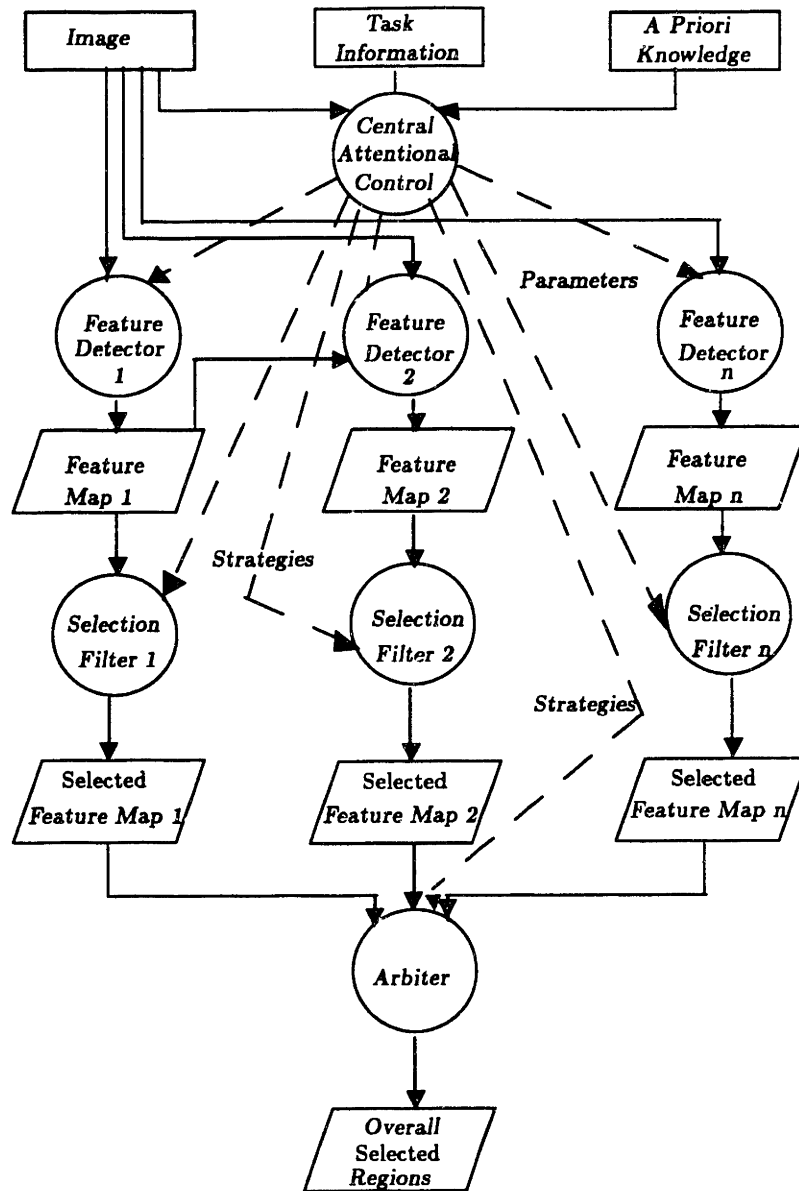 Image
Task
Information
A Priori
Knowledge
Central
Attentional
Control
Parameters
Feature
Detector
1
Feature
Detector
2
Feature
Detector
n
Feature
Map 1
Feature
Map 2
Feature
Map n
Strategies
Selection
Filter 1
Selection
Filter 2
Selection
Filter n
Strategies
Selected
Feature Map 1
Selected
Feature Map 2
Selected
Feature Map n
Arbiter
Overall
Selected
Regions